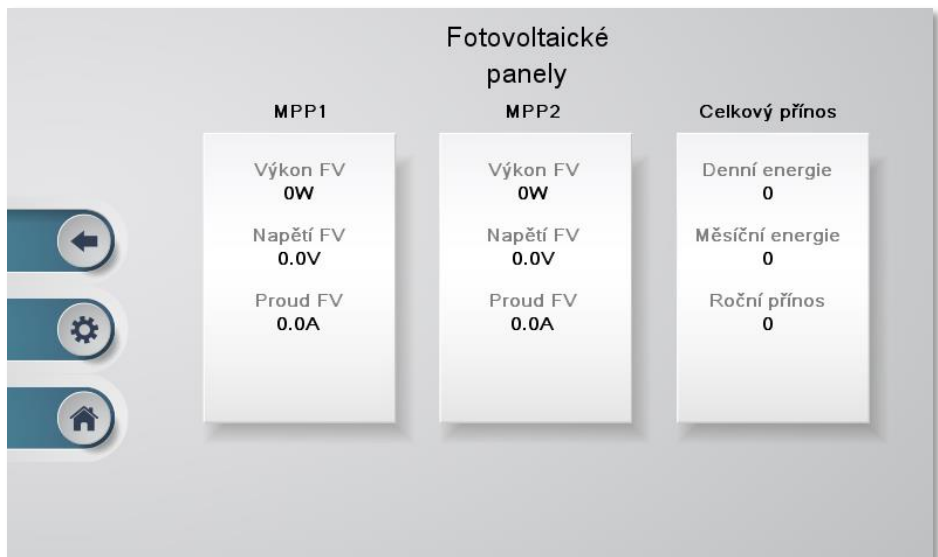 Fotovoltaické
panely
MPP1
Výkon FV
0W
Napětí FV
0.0V
Proud FV
0.0A
MPP2
Výkon FV
0W
Napětí FV
0.0V
Proud FV
0.0A
Celkový přínos
Denní energie
0
Měsíční energie
0
Roční přínos
0